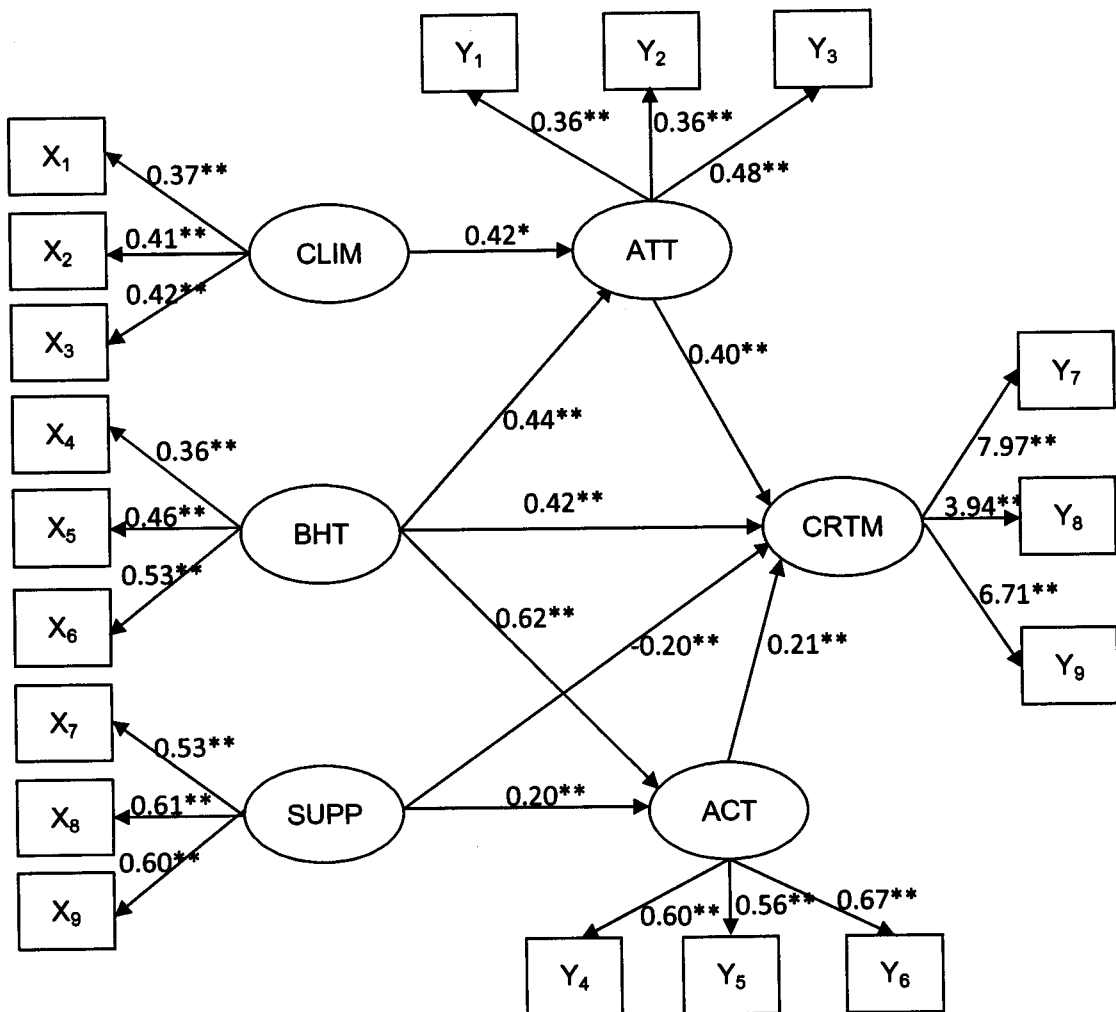 Y₁ Y₂ Y₃
0.36** 0.36** 0.48**
X₁ 0.37**
X₂ 0.41** CLIM 0.42* ATT
X₃ 0.42**
0.40**
Y₇
X₄ 0.36** 0.44**
7.97**
X₅ 0.46** BHT 0.42** CRTM 3.94** Y₈
X₆ 0.53**
0.62** -0.20** 0.21** 6.71** Y₉
X₇ 0.53**
X₈ 0.61** SUPP 0.20** ACT
X₉ 0.60**
0.60** 0.56** 0.67**
Y₄ Y₅ Y₆